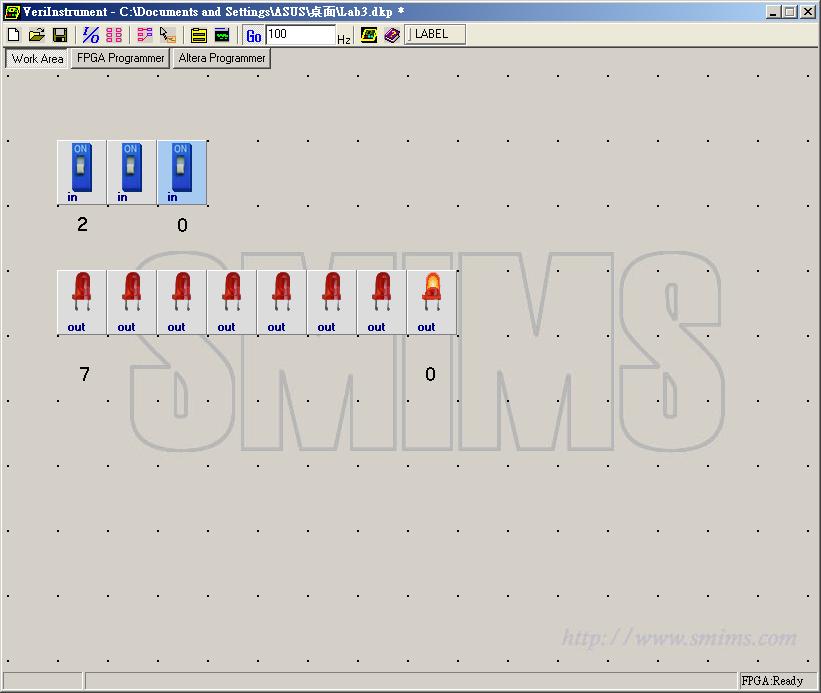 VeriInstrument - C:\Documents and Settings\ASUS\桌面\Lab3.dkp *
I/O Go 100 Hz LABEL
Work Area FPGA Programmer Altera Programmer
ON ON ON
in in in
2 0
SMIMS
out out out out out out out out
7 0
http://www.smims.com
FPGA:Ready